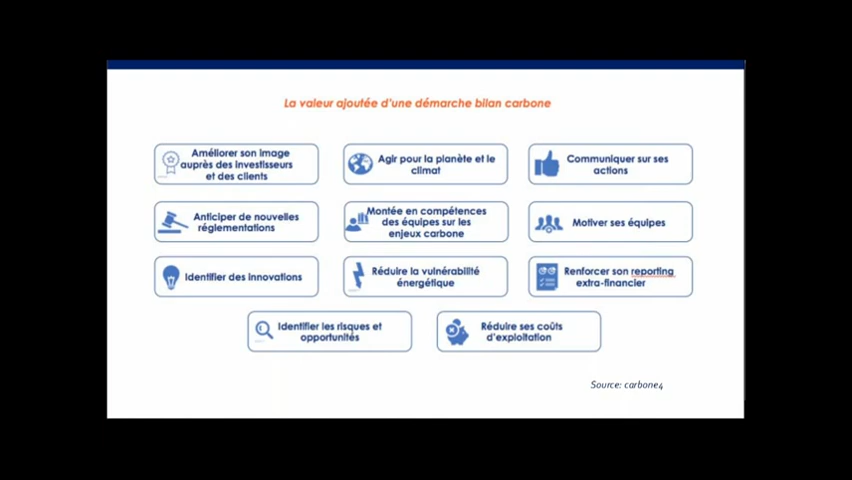 La valeur ajoutée d'une démarche bilan carbone
Améliorer son image
auprès des investisseurs
et des clients
Agir pour la planète et le
climat
Communiquer sur ses
actions
Anticiper de nouvelles
réglementations
Montée en compétences
des équipes sur les
enjeux carbone
Motiver ses équipes
Identifier des innovations
Réduire la vulnérabilité
énergétique
Renforcer son reporting
extra-financier
Identifier les risques et
opportunités
Réduire ses coûts
d'exploitation
Source: carbone4